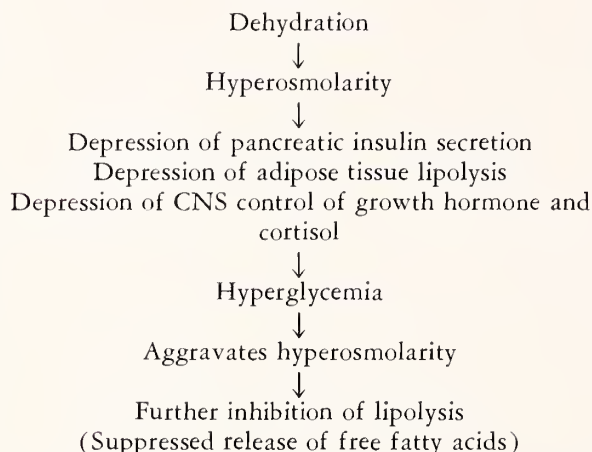 Dehydration
↓
Hyperosmolarity
↓
Depression of pancreatic insulin secretion
Depression of adipose tissue lipolysis
Depression of CNS control of growth hormone and
cortisol
↓
Hyperglycemia
↓
Aggravates hyperosmolarity
↓
Further inhibition of lipolysis
(Suppressed release of free fatty acids)